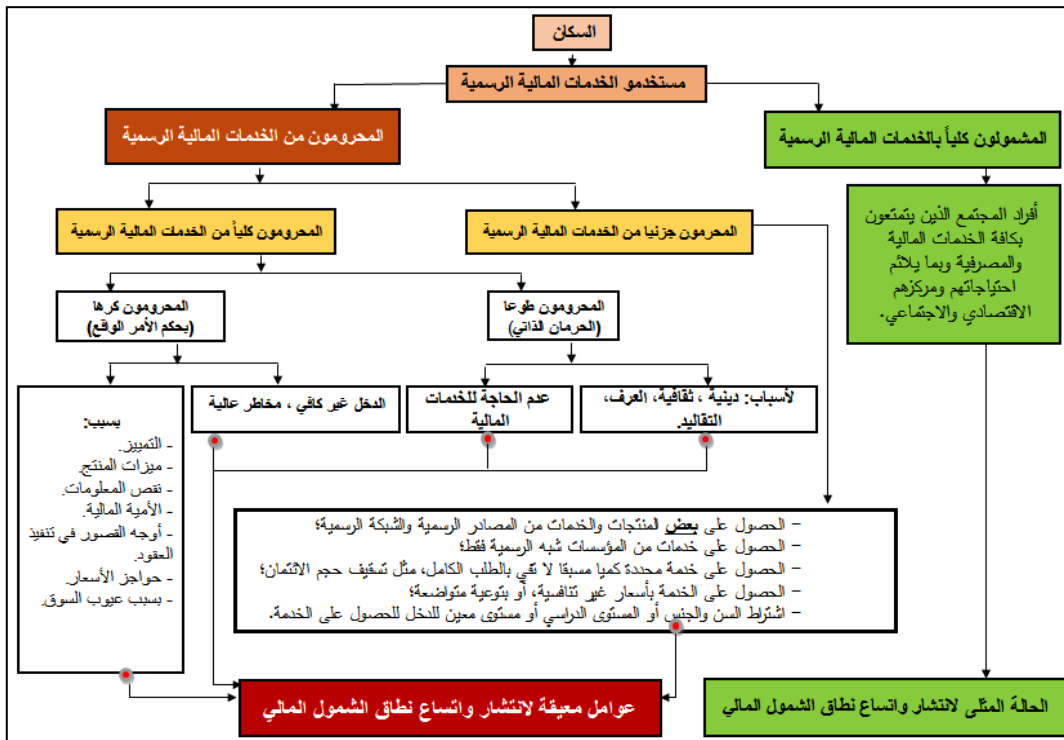 السكان
مستخدمو الخدمات المالية الرسمية
المشمولون كلياً بالخدمات المالية الرسمية
المحرومون من الخدمات المالية الرسمية
أفراد المجتمع الذين يتمتعون
بكافة الخدمات المالية
والمصرفية وبما يلائم
احتياجاتهم ومركزهم
الاقتصادي والاجتماعي.
المحرمون جزئيا من الخدمات المالية الرسمية
المحرومون كلياً من الخدمات المالية الرسمية
المحرومون طوعا
(الحرمان الذاتي)
المحرومون كرها
(بحكم الأمر الواقع)
لأسباب: دينية ، ثقافية، العرف،
التقاليد.
عدم الحاجة للخدمات
المالية
الدخل غير كافي ، مخاطر عالية
بسبب:
- التمييز.
- ميزات المنتج.
- نقص المعلومات.
- الأمية المالية.
- أوجه القصور في تنفيذ
العقود.
- حواجز الأسعار.
- بسبب عيوب السوق.
- الحصول على بعض المنتجات والخدمات من المصادر الرسمية والشبكة الرسمية؛
- الحصول على خدمات من المؤسسات شبه الرسمية فقط؛
- الحصول على خدمة محددة كميا مسبقا لا تفي بالطلب الكامل، مثل تسقيف حجم الائتمان؛
- الحصول على الخدمة بأسعار غير تنافسية، أو بنوعية متواضعة؛
- اشتراط السن والجنس أو المستوى الدراسي أو مستوى معين للدخل للحصول على الخدمة.
الحالة المثلى لانتشار واتساع نطاق الشمول المالي
عوامل معيقة لانتشار واتساع نطاق الشمول المالي